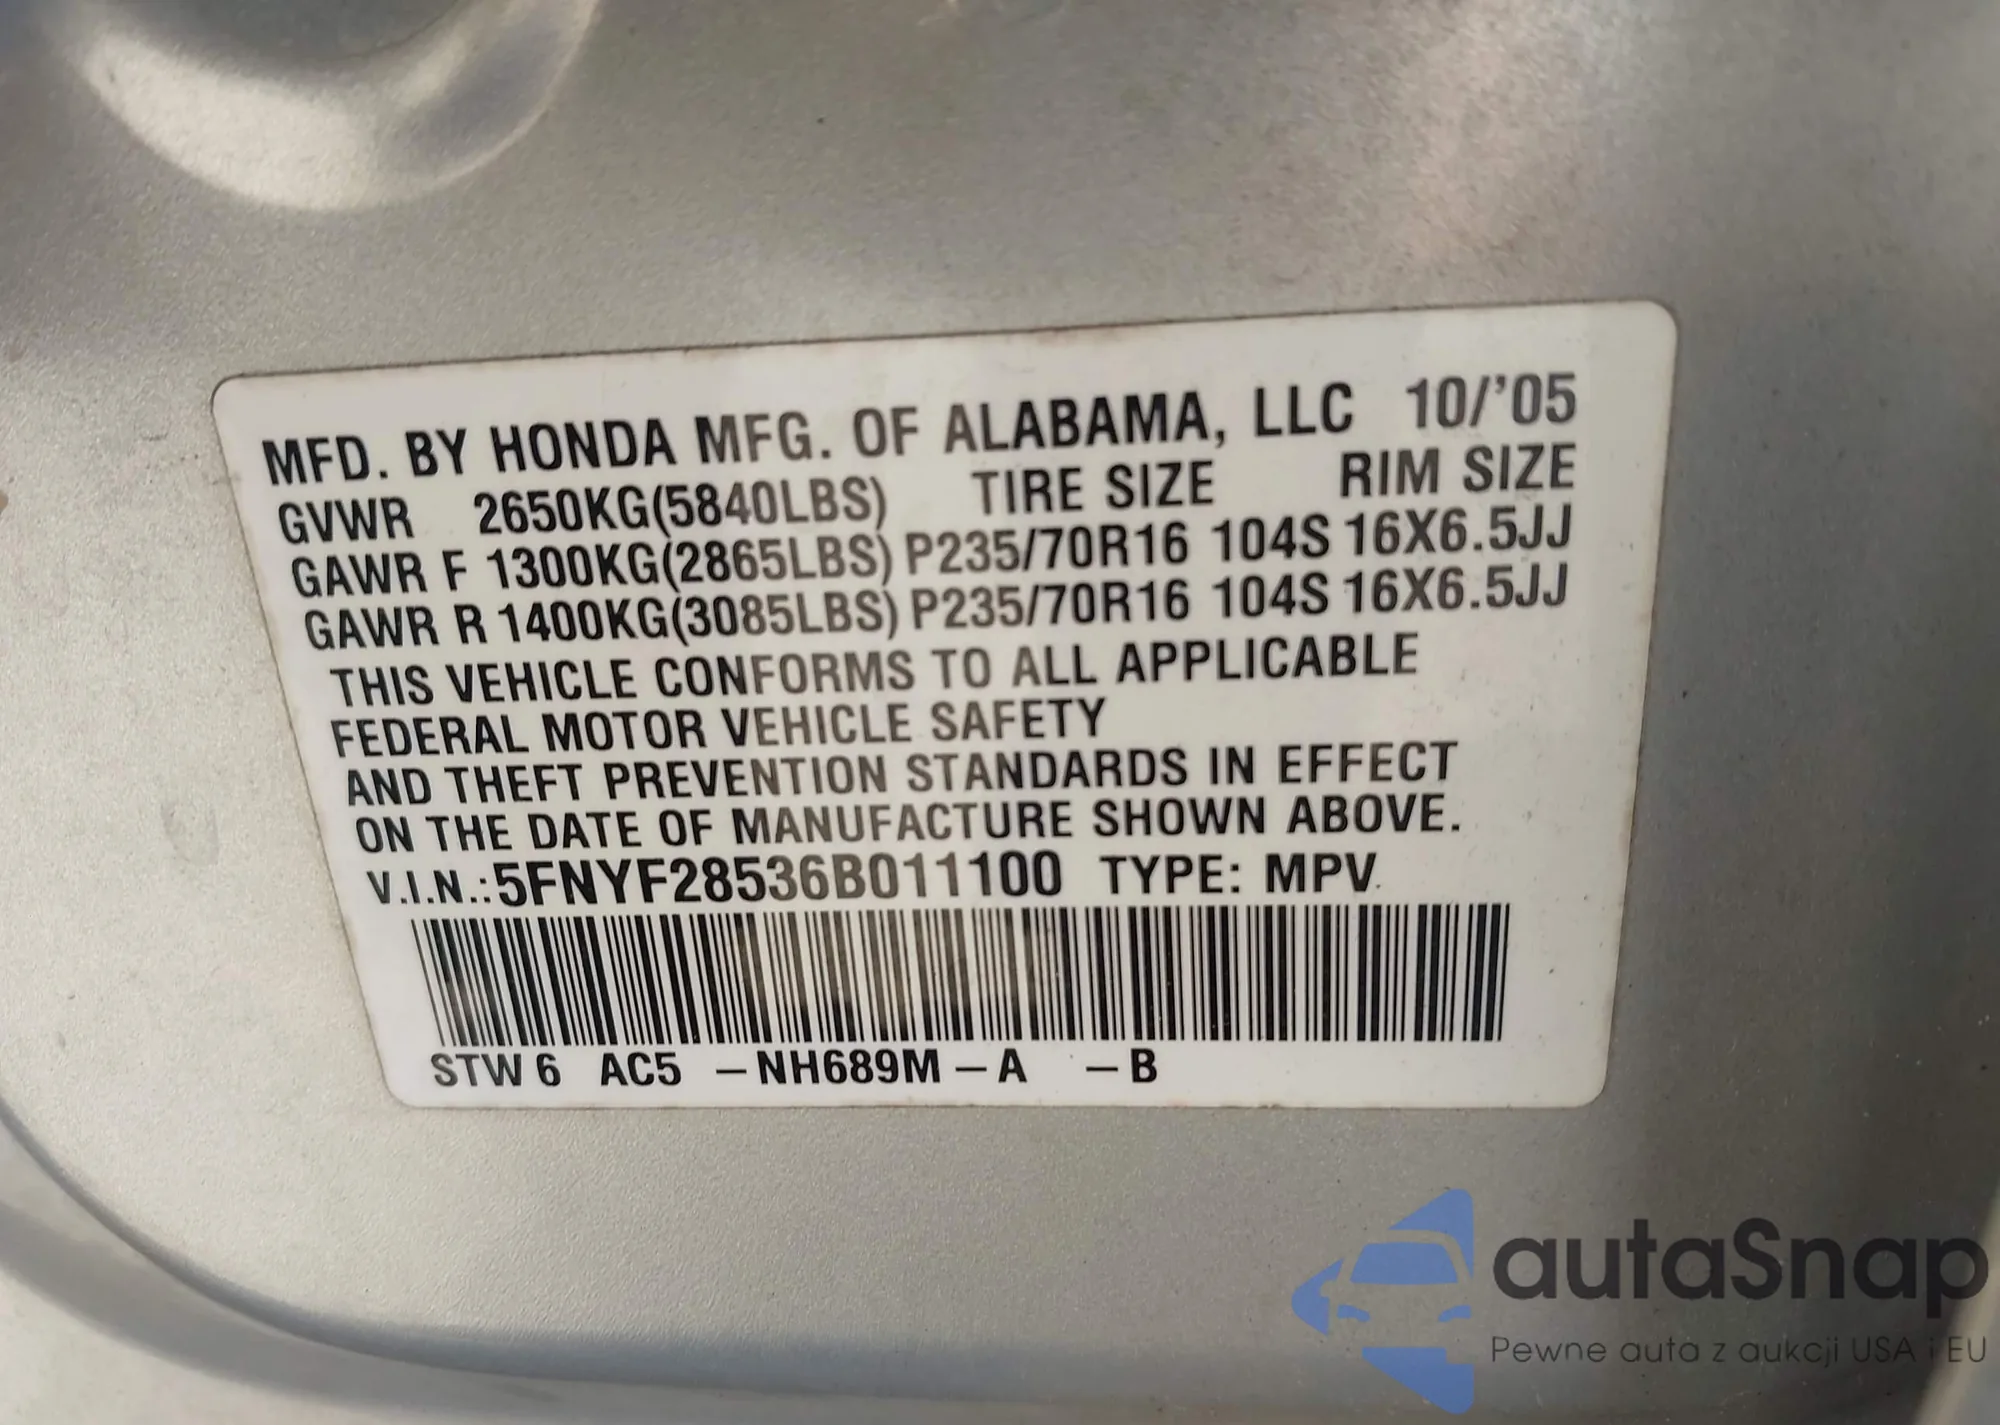 MFD. BY HONDA MFG. OF ALABAMA, LLC 10/'05
GVWR 2650KG(5840LBS) TIRE SIZE RIM SIZE
GAWR F 1300KG(2865LBS) P235/70R16 104S 16X6.5JJ
GAWR R 1400KG(3085LBS) P235/70R16 104S 16X6.5JJ
THIS VEHICLE CONFORMS TO ALL APPLICABLE
FEDERAL MOTOR VEHICLE SAFETY
AND THEFT PREVENTION STANDARDS IN EFFECT
ON THE DATE OF MANUFACTURE SHOWN ABOVE.
V.I.N.:5FNYF28536B011100 TYPE: MPV
STW6 AC5 –NH689M–A –B
autaSnap
Pewne auta z aukcji USA i EU